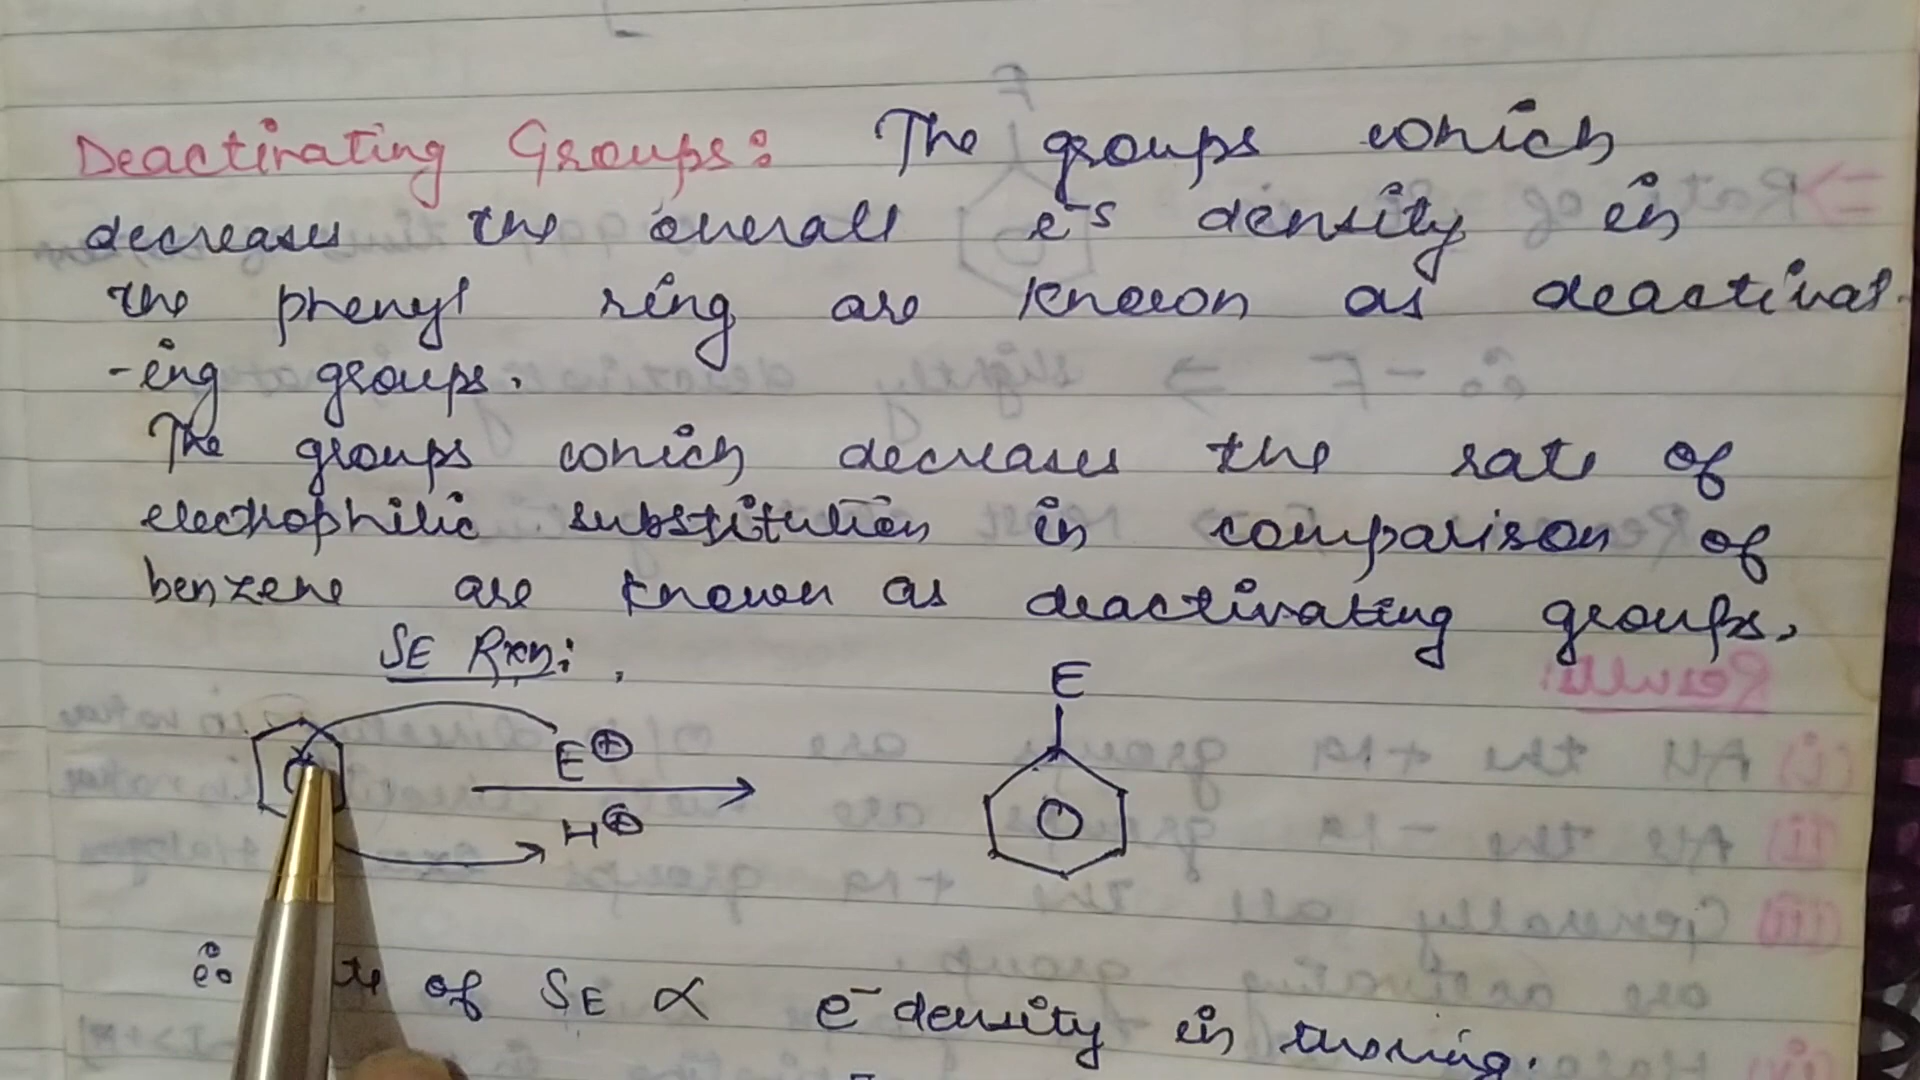 Deactivating Groups: The groups which
decreases the overall e⁻s density in
the phenyl ring are known as deactivat-
-ing groups.
The groups which decreases the rate of
electrophilic substitution in comparison of
benzene are known as deactivating groups.
SE Rxn:
E
E⊕
H⊕
of SE ∝ e⁻ density in